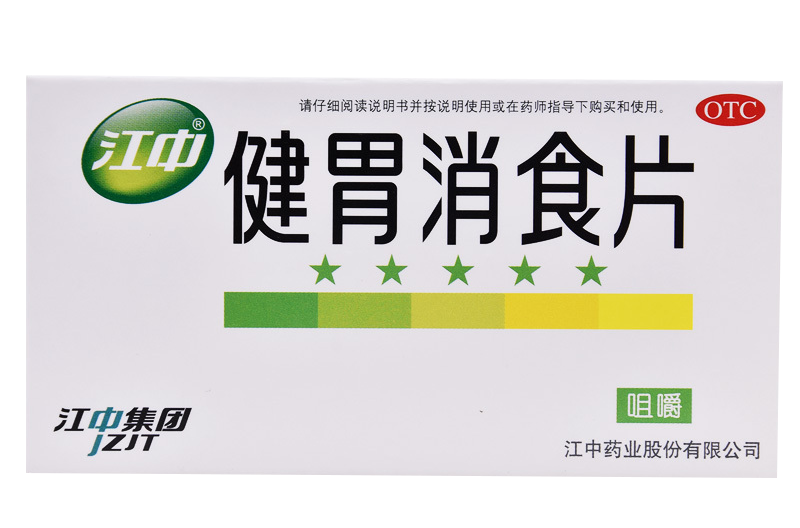 请仔细阅读说明书并按说明使用或在药师指导下购买和使用。
OTC
江中®
健胃消食片
咀嚼
江中集团
JZJT
江中药业股份有限公司